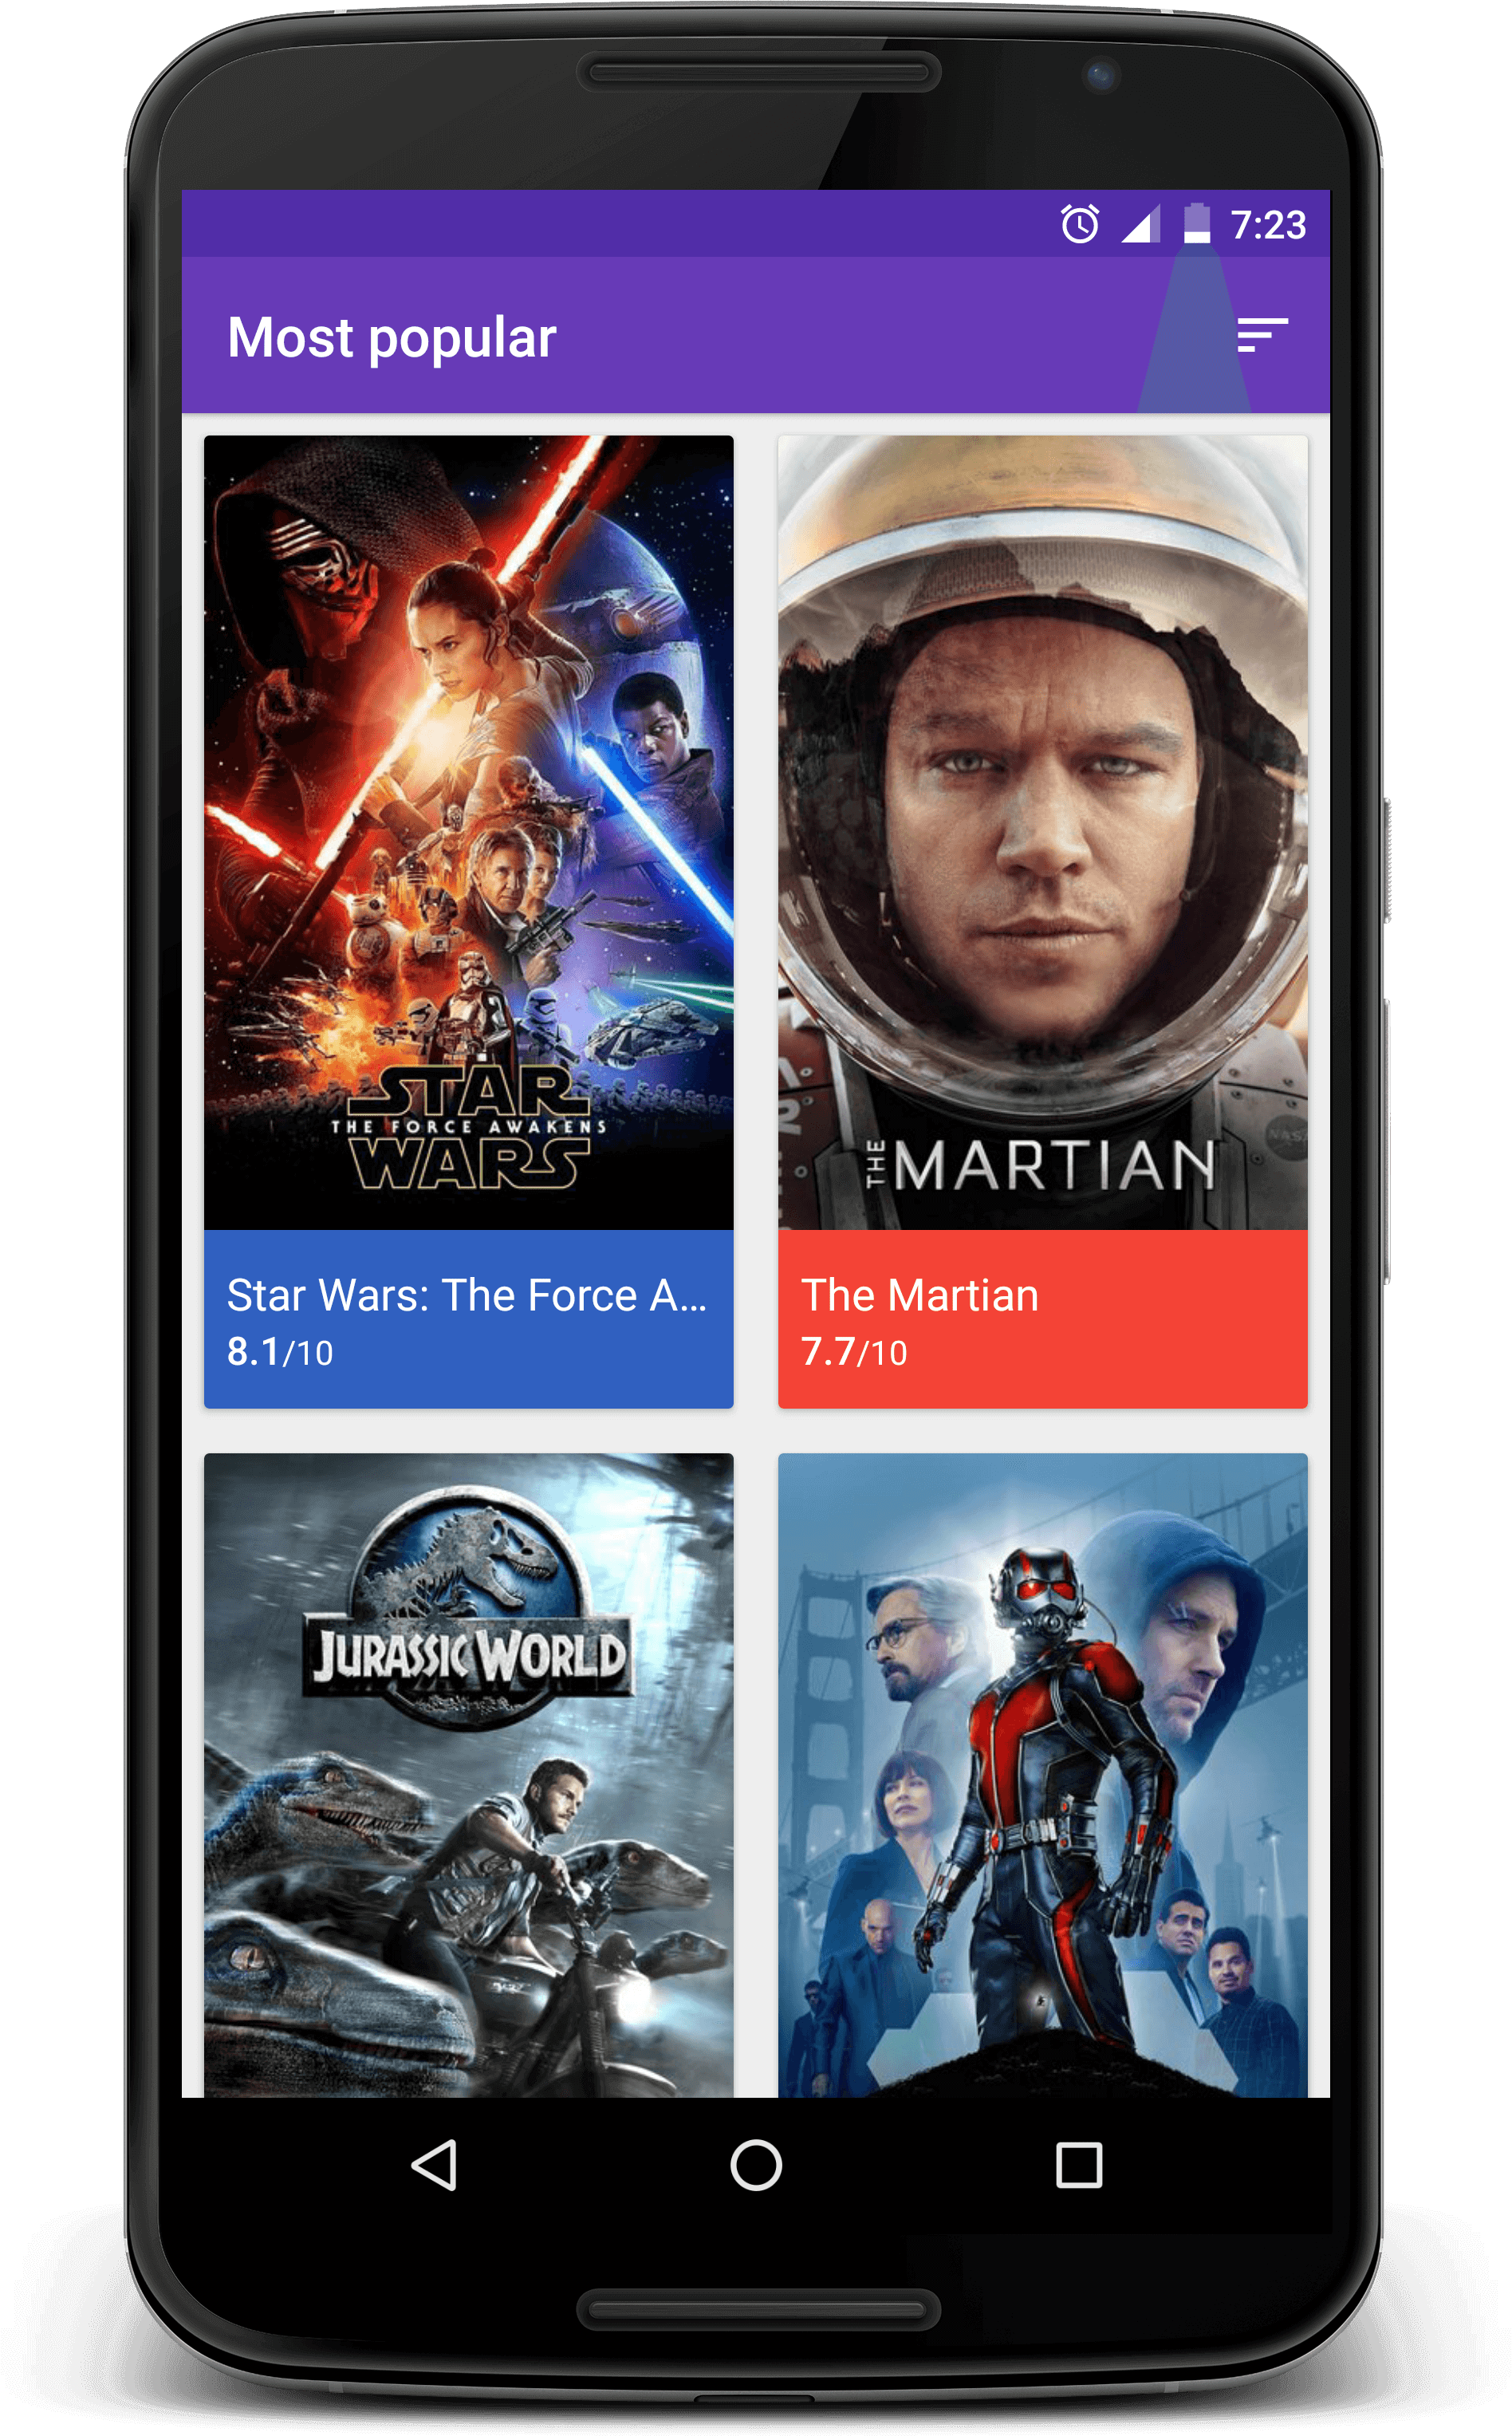 7:23
Most popular
STAR
THE FORCE AWAKENS
WARS
THE MARTIAN
NASA
Star Wars: The Force A...
8.1/10
The Martian
7.7/10
JURASSIC WORLD